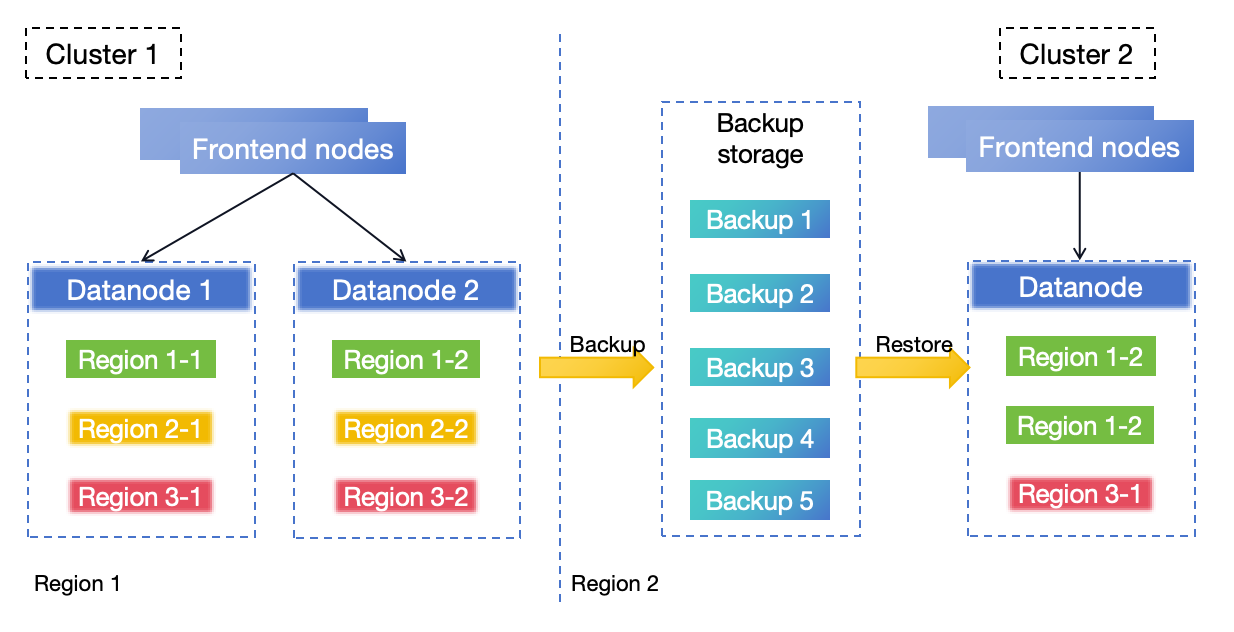 Cluster 1
Cluster 2
Frontend nodes
Backup
storage
Frontend nodes
Datanode 1
Region 1-1
Region 2-1
Region 3-1
Datanode 2
Region 1-2
Region 2-2
Region 3-2
Backup
Backup 1
Backup 2
Backup 3
Backup 4
Backup 5
Restore
Datanode
Region 1-2
Region 1-2
Region 3-1
Region 1
Region 2